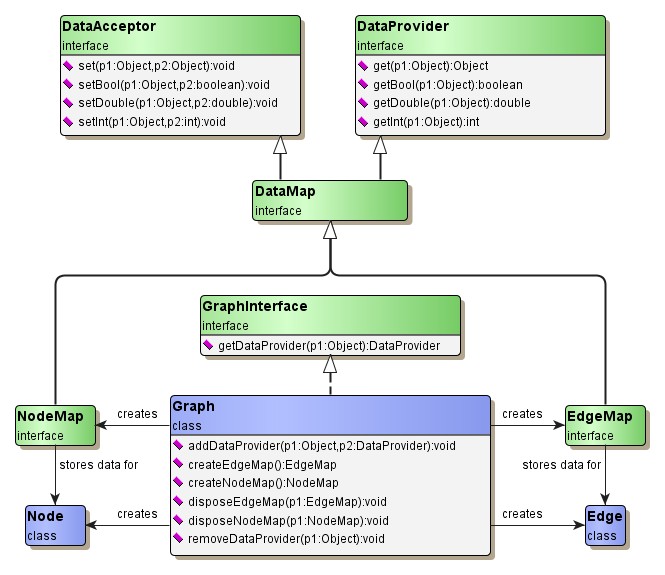 DataAcceptor
interface
set(p1:Object,p2:Object):void
setBool(p1:Object,p2:boolean):void
setDouble(p1:Object,p2:double):void
setInt(p1:Object,p2:int):void
DataProvider
interface
get(p1:Object):Object
getBool(p1:Object):boolean
getDouble(p1:Object):double
getInt(p1:Object):int
DataMap
interface
GraphInterface
interface
getDataProvider(p1:Object):DataProvider
NodeMap
interface
creates
Graph
class
addDataProvider(p1:Object,p2:DataProvider):void
createEdgeMap():EdgeMap
createNodeMap():NodeMap
disposeEdgeMap(p1:EdgeMap):void
disposeNodeMap(p1:NodeMap):void
removeDataProvider(p1:Object):void
creates
EdgeMap
interface
stores data for
stores data for
Node
class
creates
creates
Edge
class